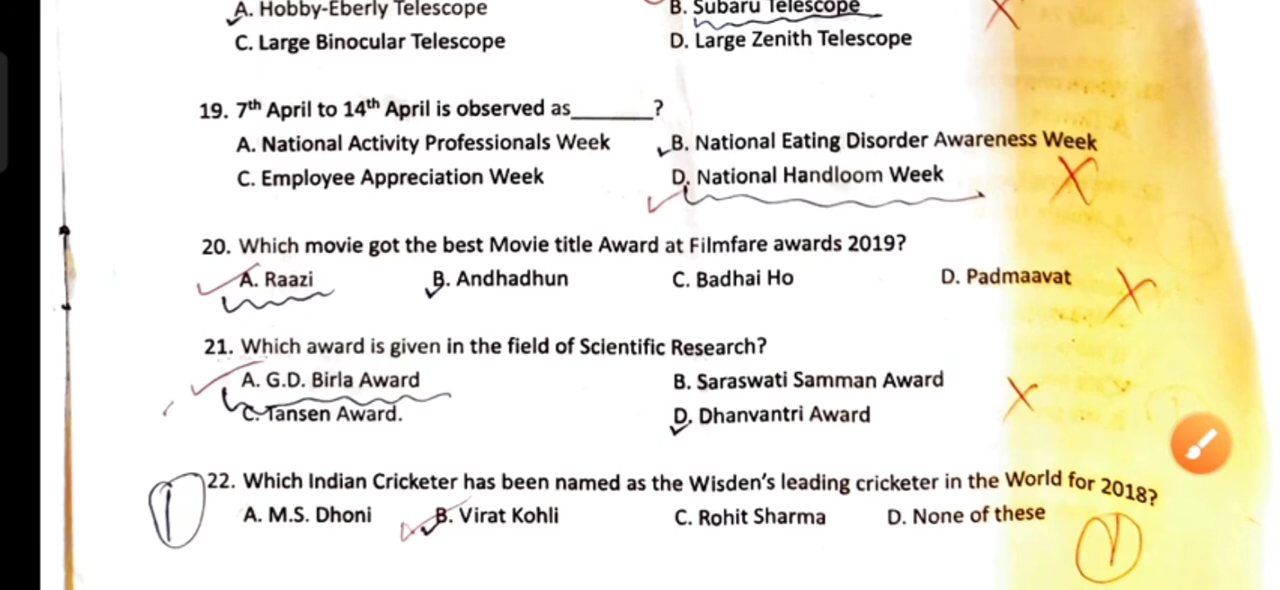 A. Hobby-Eberly Telescope B. Subaru Telescope
C. Large Binocular Telescope D. Large Zenith Telescope
19. 7th April to 14th April is observed as_______?
A. National Activity Professionals Week B. National Eating Disorder Awareness Week
C. Employee Appreciation Week D. National Handloom Week
20. Which movie got the best Movie title Award at Filmfare awards 2019?
A. Raazi B. Andhadhun C. Badhai Ho D. Padmaavat
21. Which award is given in the field of Scientific Research?
A. G.D. Birla Award B. Saraswati Samman Award
C. Tansen Award. D. Dhanvantri Award
22. Which Indian Cricketer has been named as the Wisden's leading cricketer in the World for 2018?
A. M.S. Dhoni B. Virat Kohli C. Rohit Sharma D. None of these